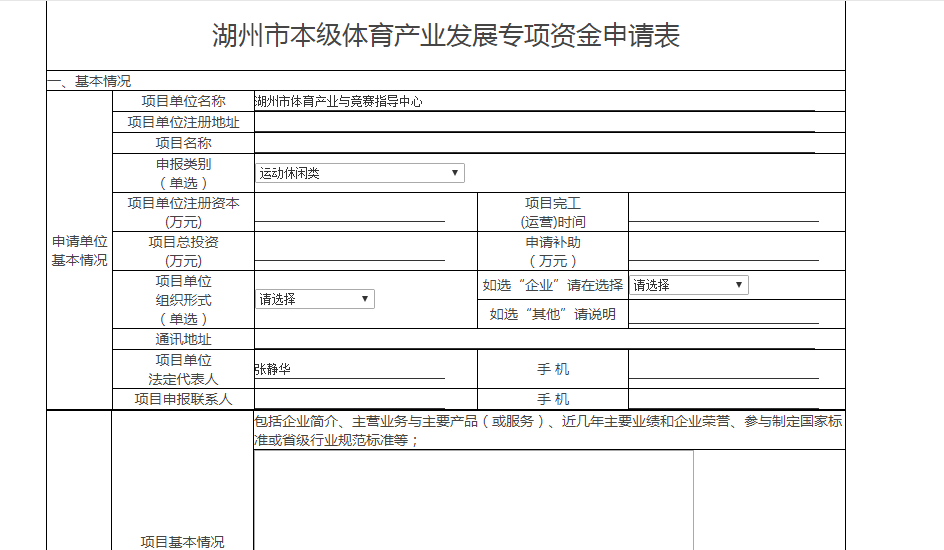 湖州市本级体育产业发展专项资金申请表
一、基本情况
申请单位
基本情况
项目单位名称
湖州市体育产业与竞赛指导中心
项目单位注册地址
项目名称
申报类别
（单选）
运动休闲类
项目单位注册资本
(万元)
项目完工
(运营)时间
项目总投资
(万元)
申请补助
（万元）
项目单位
组织形式
（单选）
请选择
如选“企业”请在选择
请选择
如选“其他”请说明
通讯地址
项目单位
法定代表人
张静华
手 机
项目申报联系人
手 机
项目基本情况
包括企业简介、主营业务与主要产品（或服务）、近几年主要业绩和企业荣誉、参与制定国家标
准或省级行业规范标准等；